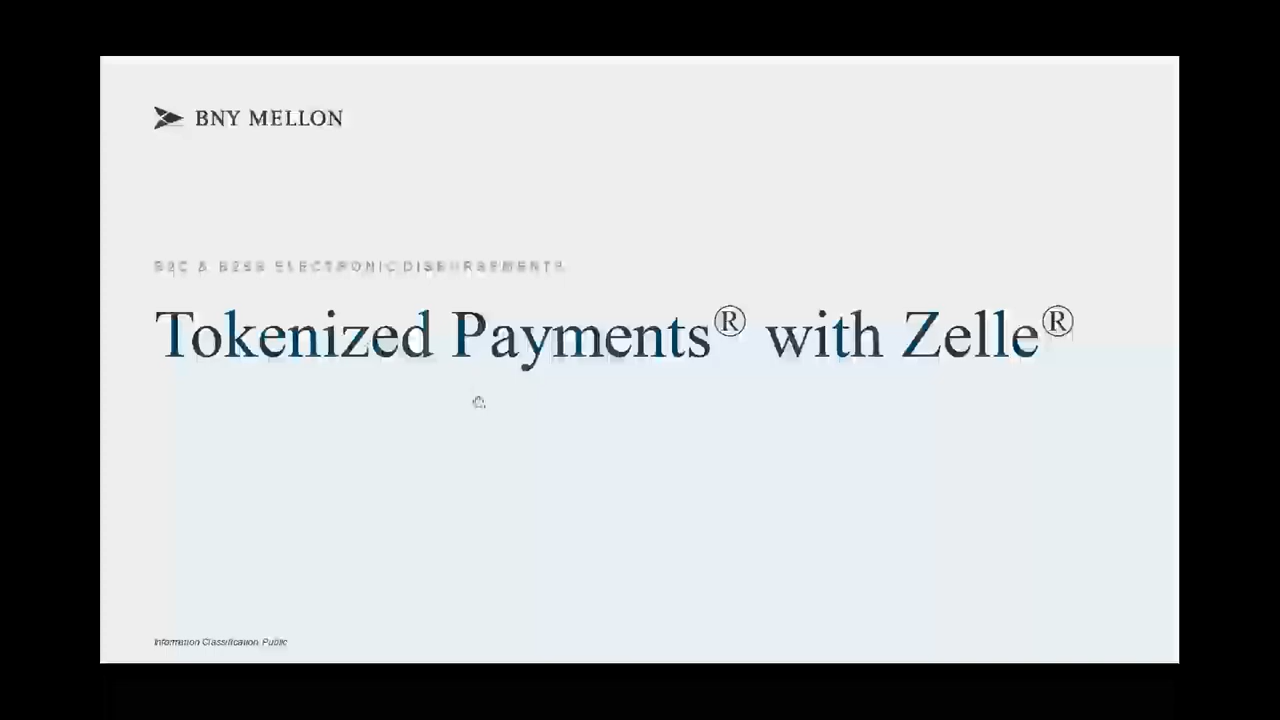 BNY MELLON
B2C & B2SB ELECTRONIC DISBURSEMENTS
Tokenized Payments® with Zelle®
Information Classification: Public